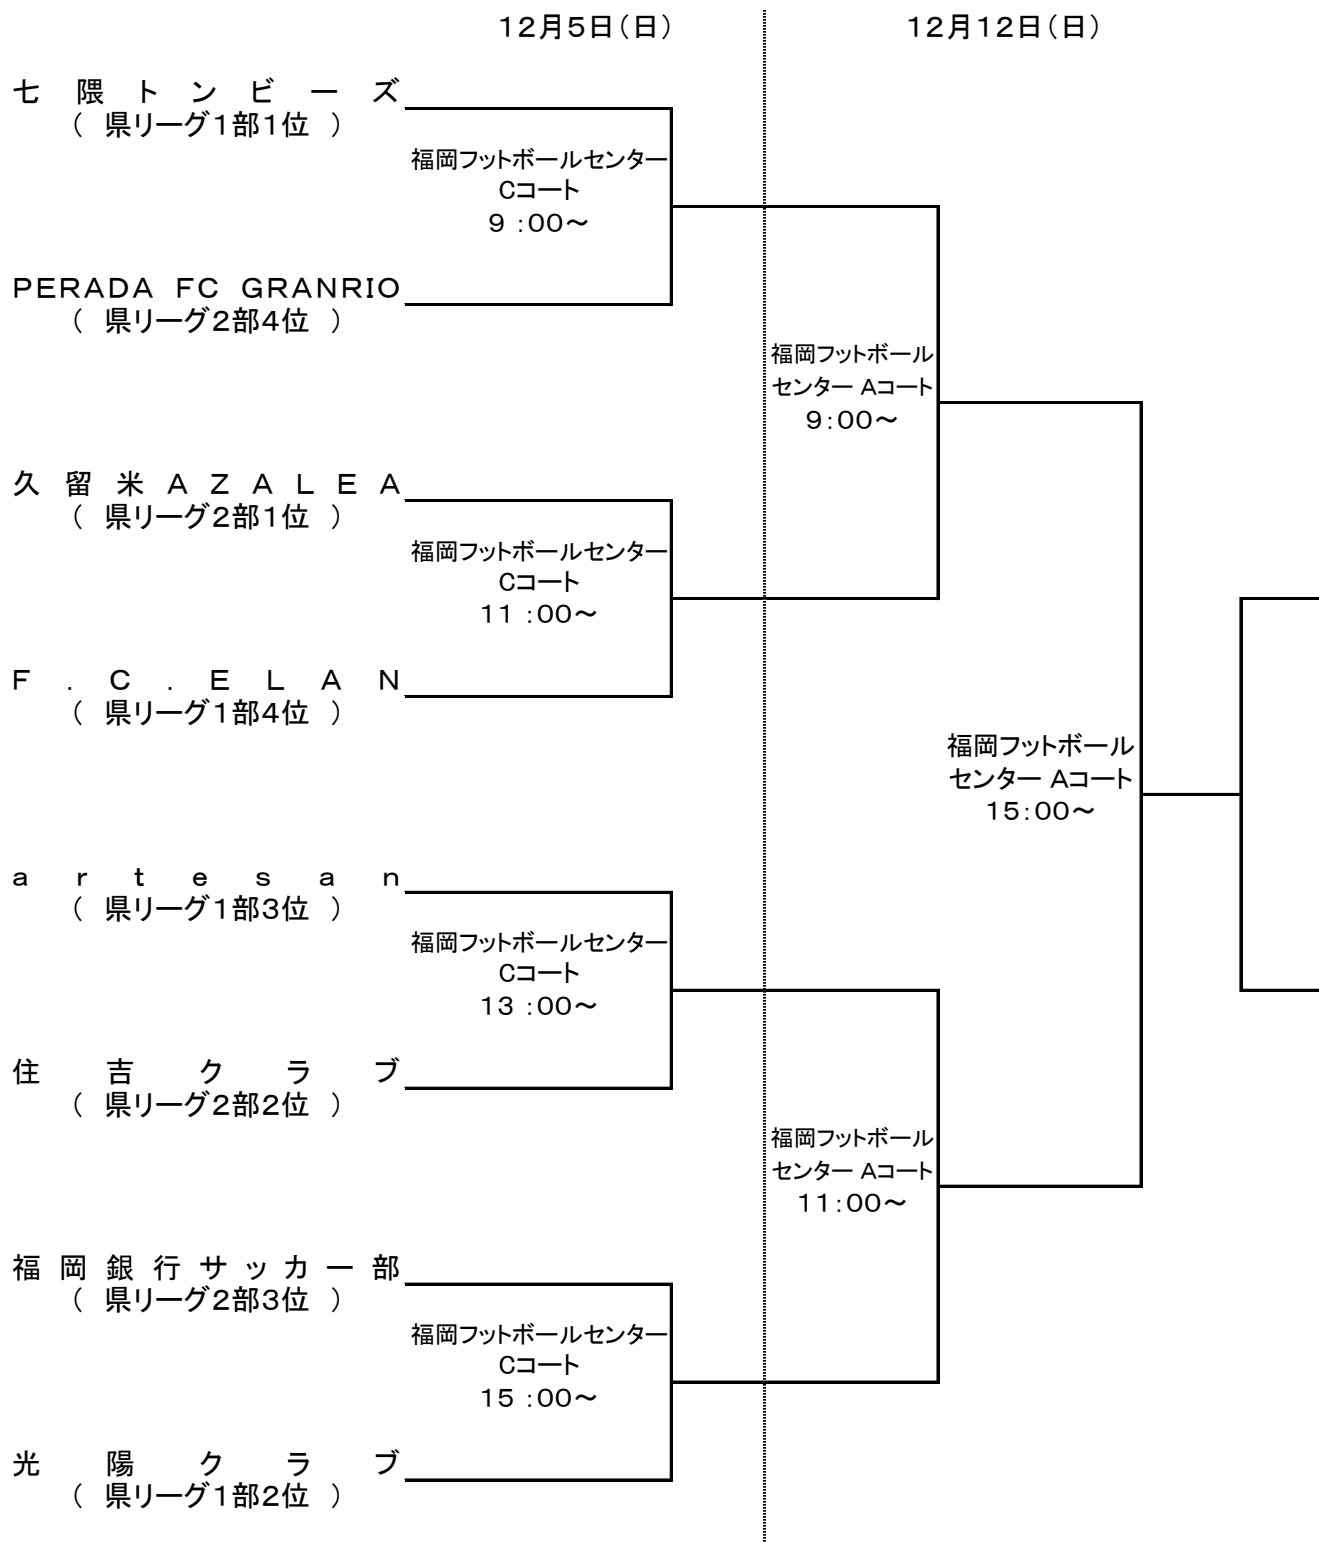 12月5日（日）
12月12日（日）
七隈トンビーズ
（ 県リーグ1部1位 ）
福岡フットボールセンター
Cコート
9 :00～
PERADA FC GRANRIO
（ 県リーグ2部4位 ）
福岡フットボール
センター Aコート
9:00～
久留米AZALEA
（ 県リーグ2部1位 ）
福岡フットボールセンター
Cコート
11 :00～
F.C.ELAN
（ 県リーグ1部4位 ）
福岡フットボール
センター Aコート
15:00～
artesan
（ 県リーグ1部3位 ）
福岡フットボールセンター
Cコート
13 :00～
住吉クラブ
（ 県リーグ2部2位 ）
福岡フットボール
センター Aコート
11:00～
福岡銀行サッカー部
（ 県リーグ2部3位 ）
福岡フットボールセンター
Cコート
15 :00～
光陽クラブ
（ 県リーグ1部2位 ）